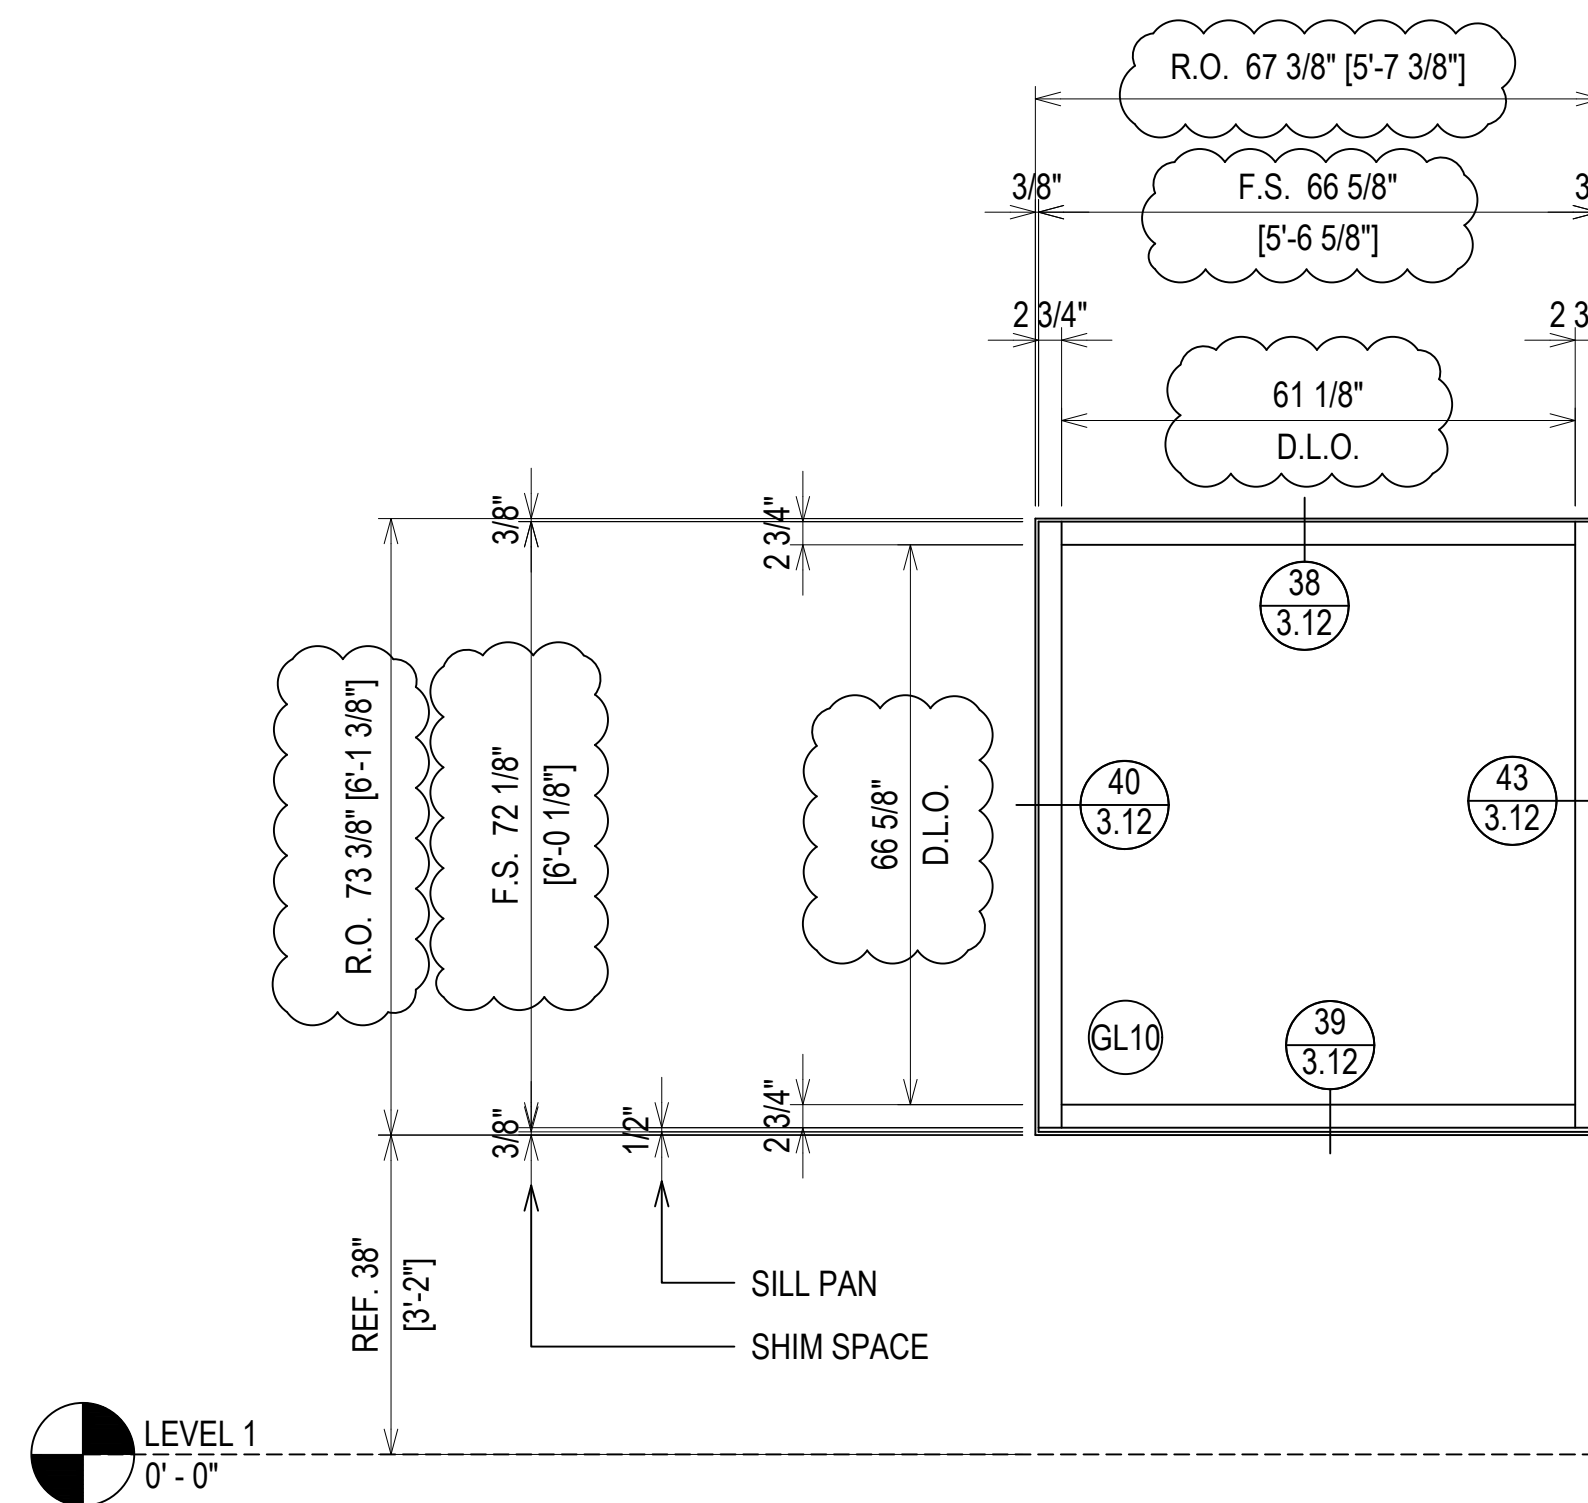 R.O. 67 3/8" [5'-7 3/8"]
3/8"
F.S. 66 5/8"
3
[5'-6 5/8"]
2 3/4"
2 3
61 1/8"
D.L.O.
3/8"
2 3/4"
38
3.12
R.O. 73 3/8" [6'-1 3/8"]
F.S. 72 1/8"
[6'-0 1/8"]
66 5/8"
D.L.O.
40
3.12
43
3.12
GL10
39
3.12
3/8"
1/2"
2 3/4"
REF. 38"
[3'-2"]
SILL PAN
SHIM SPACE
LEVEL 1
0' - 0"